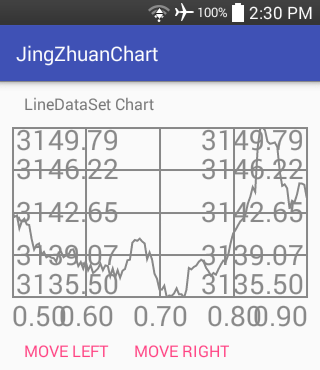 100% 2:30 PM
JingZhuanChart
LineDataSet Chart
3149.79 3149.79
3146.22 3146.22
3142.65 3142.65
3139.07 3139.07
3135.50 3135.50
0.50 0.60 0.70 0.80 0.90
MOVE LEFT MOVE RIGHT